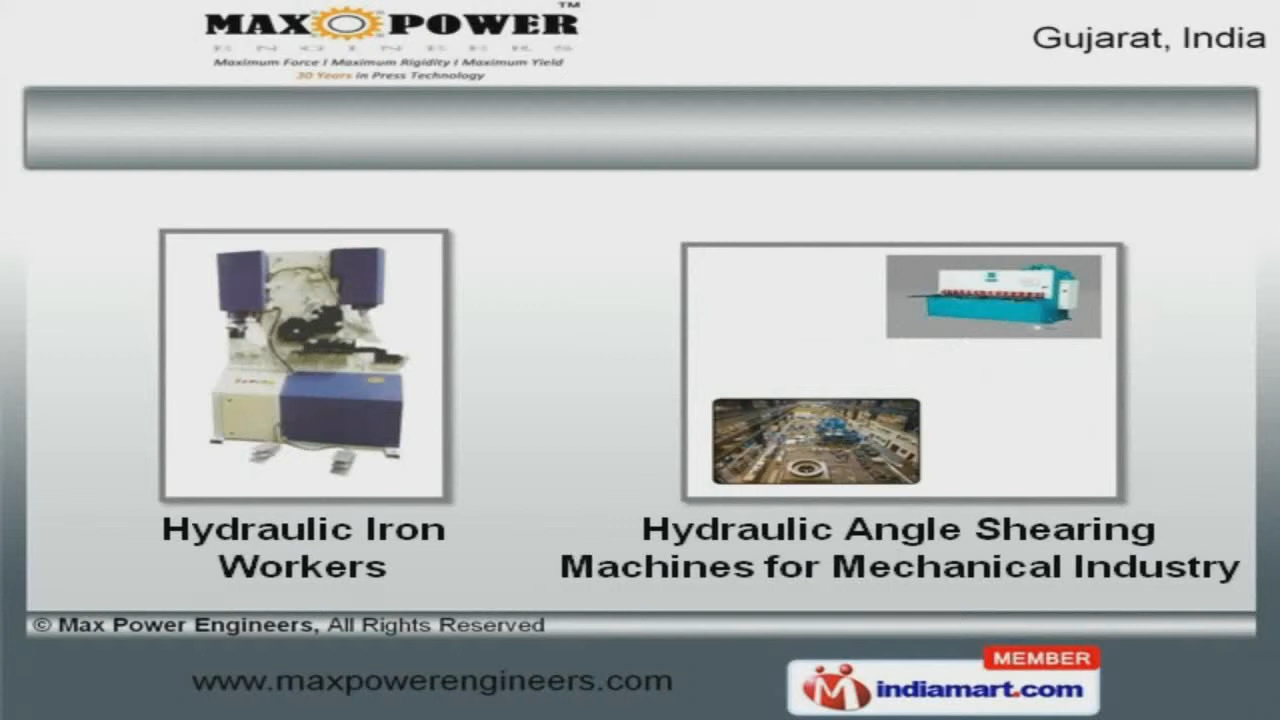 MAX POWER TM
ENGINEERS
Maximum Force I Maximum Rigidity I Maximum Yield
30 Years in Press Technology
Gujarat, India
Hydraulic Iron
Workers
Hydraulic Angle Shearing
Machines for Mechanical Industry
© Max Power Engineers, All Rights Reserved
www.maxpowerengineers.com
MEMBER
indiamart.com